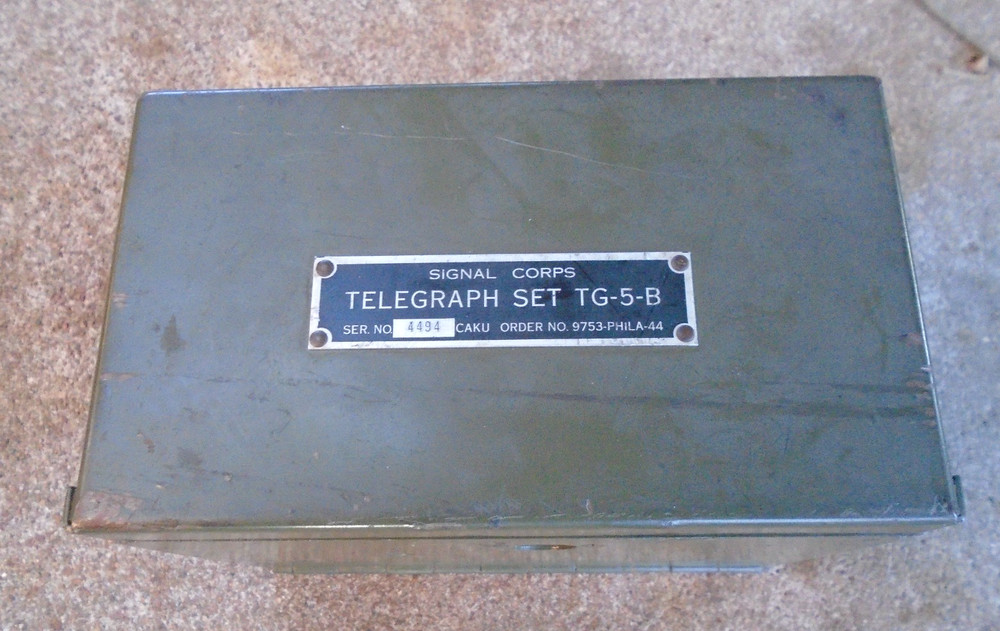 SIGNAL CORPS
TELEGRAPH SET TG-5-B
SER. NO. 4494 CAKU ORDER NO. 9753-PHILA-44